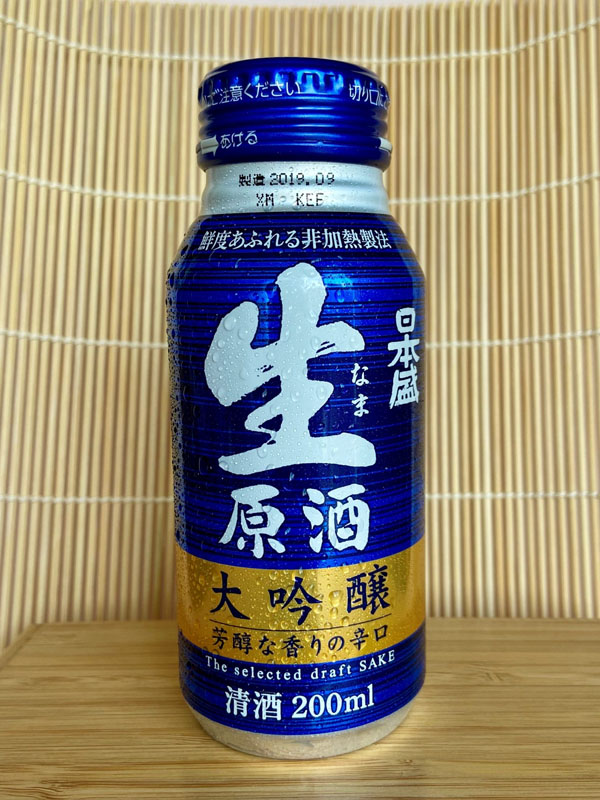 ご注意ください
切り口に
あける
製造 2019.09
鮮度あふれる非加熱製法
生
なま
日本盛
原酒
大吟醸
芳醇な香りの辛口
The selected draft SAKE
清酒 200ml